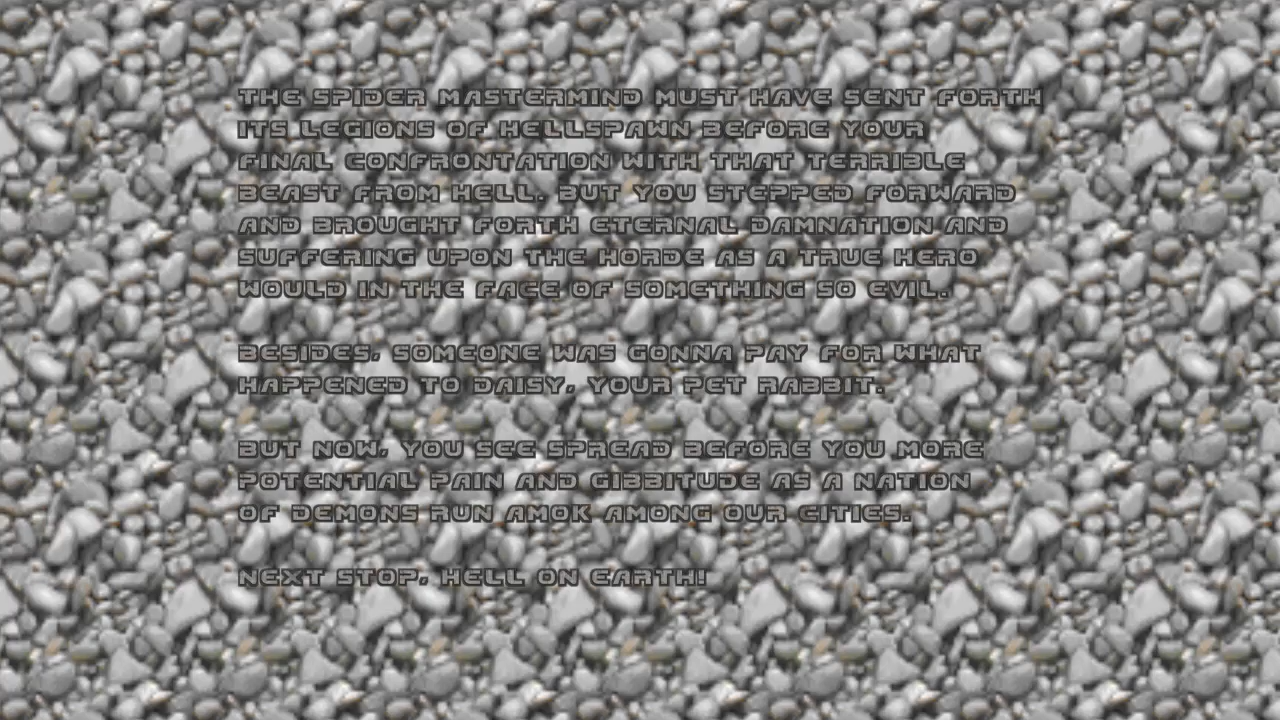 THE SPIDER MASTERMIND MUST HAVE SENT FORTH
ITS LEGIONS OF HELLSPAWN BEFORE YOUR
FINAL CONFRONTATION WITH THAT TERRIBLE
BEAST FROM HELL. BUT YOU STEPPED FORWARD
AND BROUGHT FORTH ETERNAL DAMNATION AND
SUFFERING UPON THE HORDE AS A TRUE HERO
WOULD IN THE FACE OF SOMETHING SO EVIL.
BESIDES, SOMEONE WAS GONNA PAY FOR WHAT
HAPPENED TO DAISY, YOUR PET RABBIT.
BUT NOW, YOU SEE SPREAD BEFORE YOU MORE
POTENTIAL PAIN AND GIBBITUDE AS A NATION
OF DEMONS RUN AMOK AMONG OUR CITIES.
NEXT STOP, HELL ON EARTH!